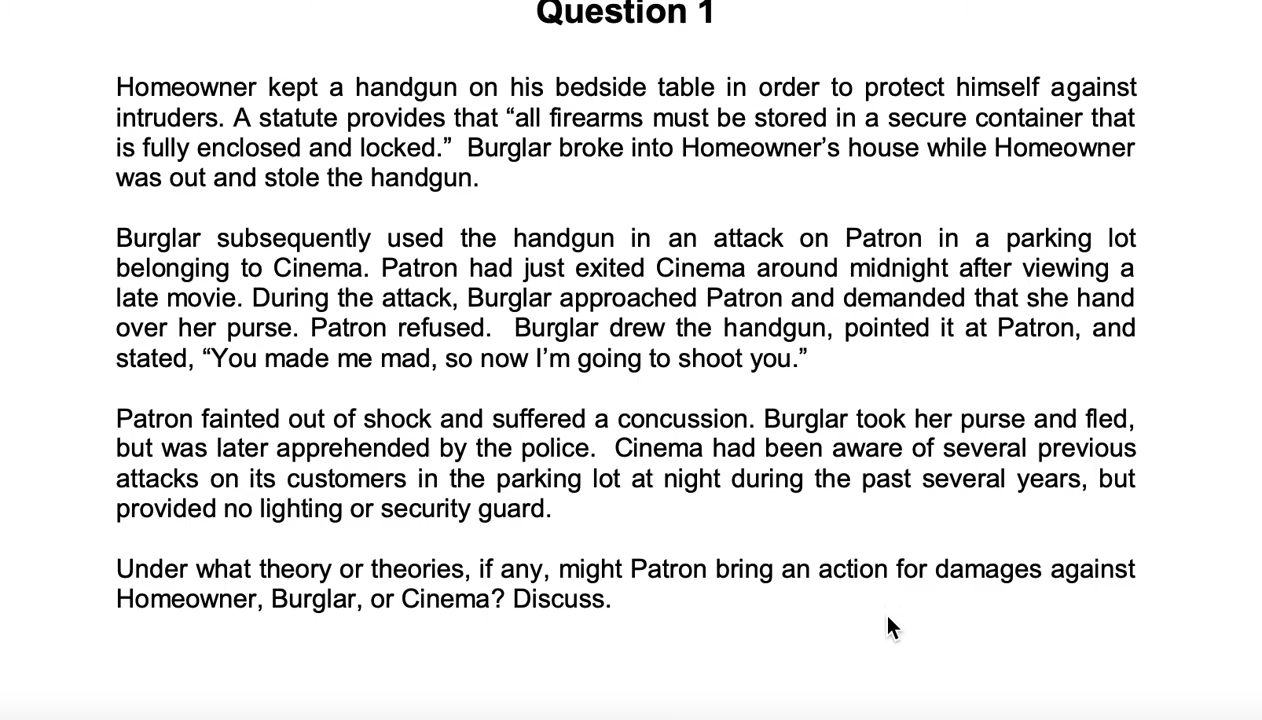 Question 1
Homeowner kept a handgun on his bedside table in order to protect himself against
intruders. A statute provides that “all firearms must be stored in a secure container that
is fully enclosed and locked.” Burglar broke into Homeowner’s house while Homeowner
was out and stole the handgun.
Burglar subsequently used the handgun in an attack on Patron in a parking lot
belonging to Cinema. Patron had just exited Cinema around midnight after viewing a
late movie. During the attack, Burglar approached Patron and demanded that she hand
over her purse. Patron refused. Burglar drew the handgun, pointed it at Patron, and
stated, “You made me mad, so now I’m going to shoot you.”
Patron fainted out of shock and suffered a concussion. Burglar took her purse and fled,
but was later apprehended by the police. Cinema had been aware of several previous
attacks on its customers in the parking lot at night during the past several years, but
provided no lighting or security guard.
Under what theory or theories, if any, might Patron bring an action for damages against
Homeowner, Burglar, or Cinema? Discuss.